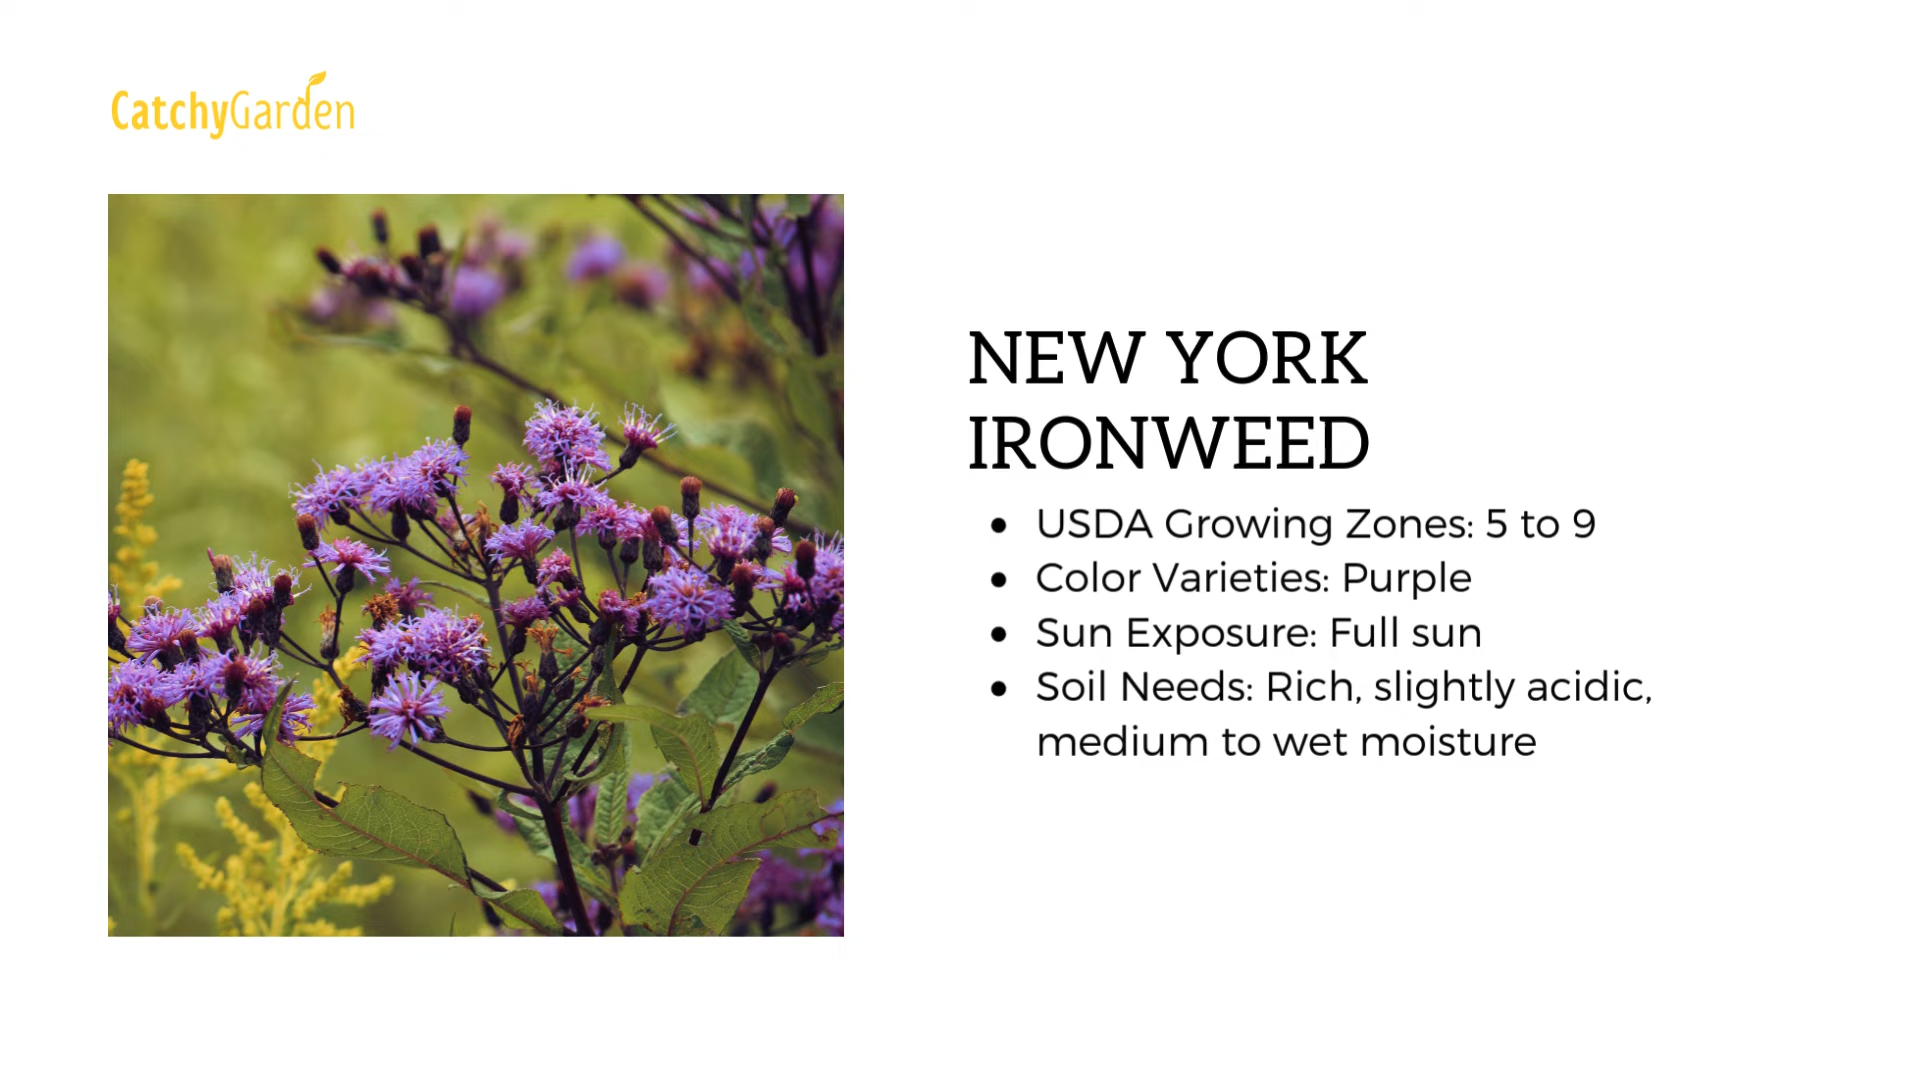 CatchyGarden
NEW YORK
IRONWEED
• USDA Growing Zones: 5 to 9
• Color Varieties: Purple
• Sun Exposure: Full sun
• Soil Needs: Rich, slightly acidic,
medium to wet moisture